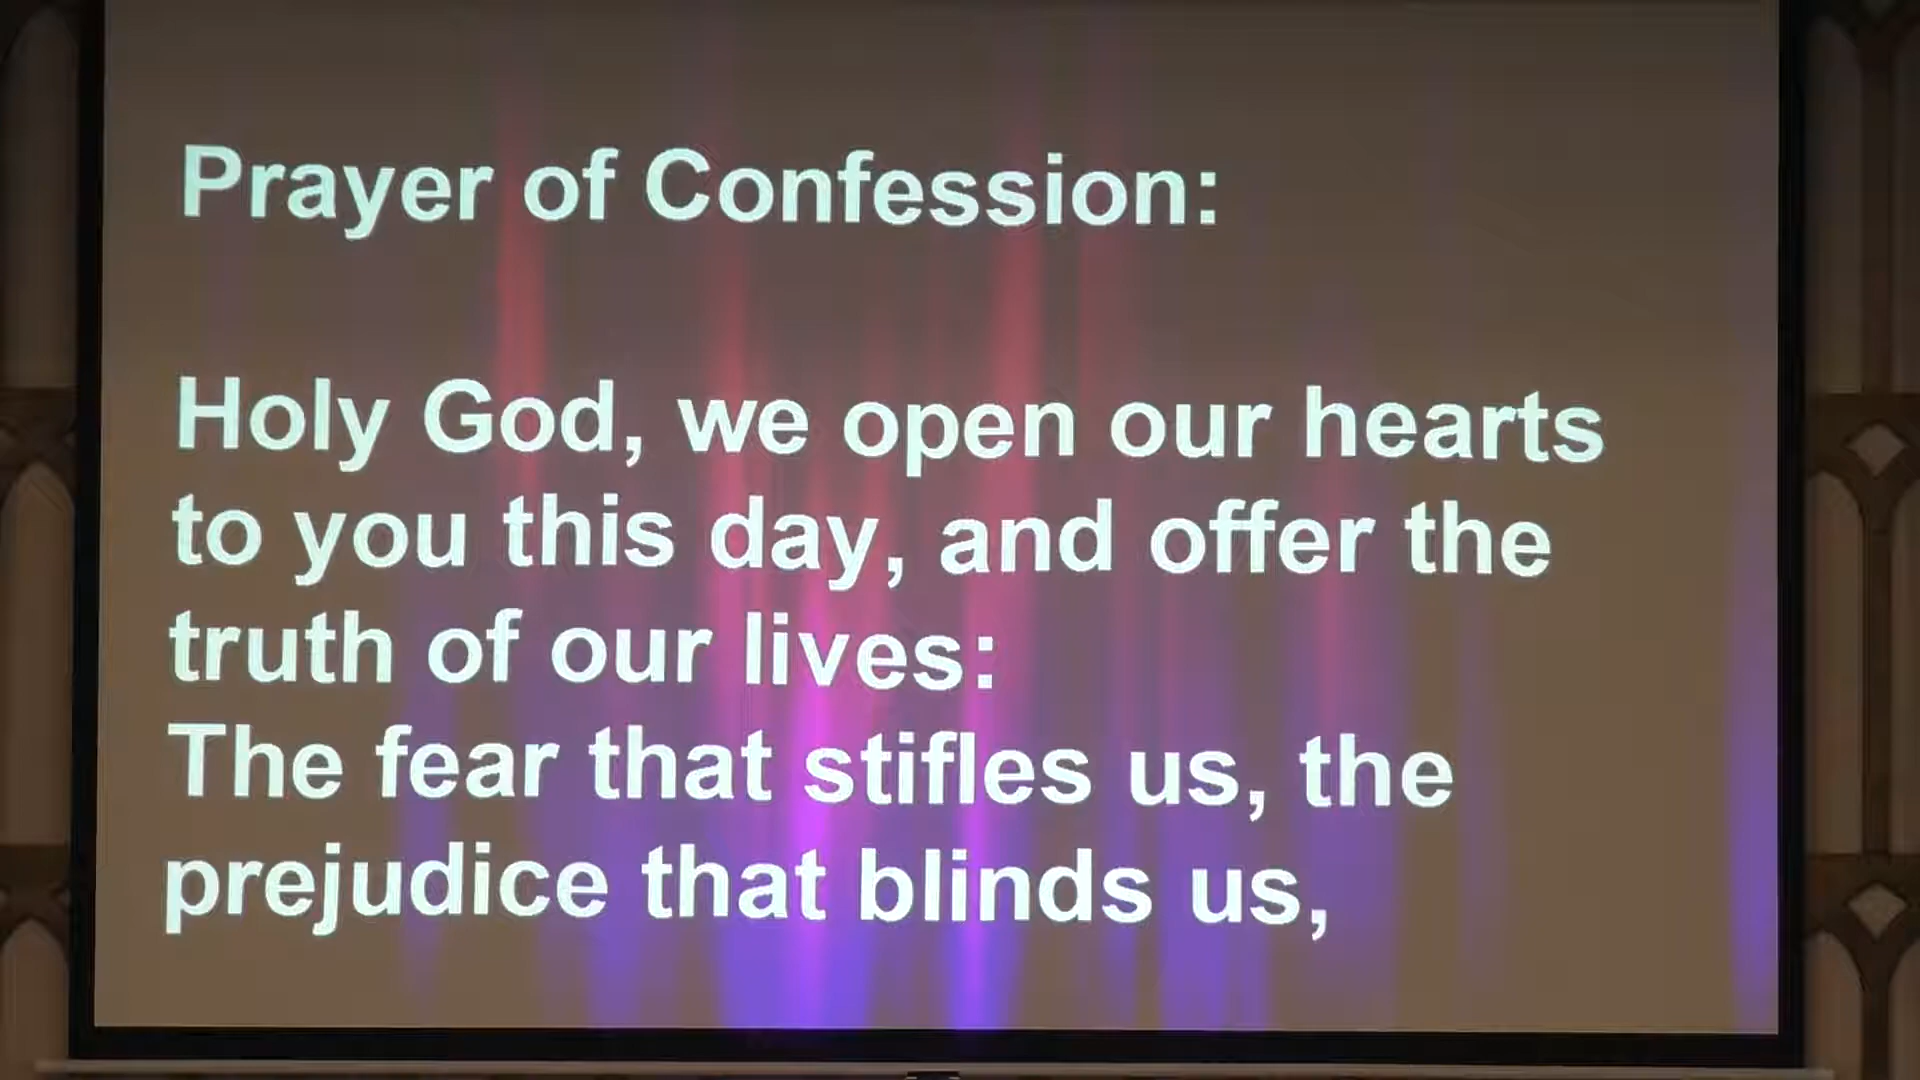 Prayer of Confession:
Holy God, we open our hearts
to you this day, and offer the
truth of our lives:
The fear that stifles us, the
prejudice that blinds us,